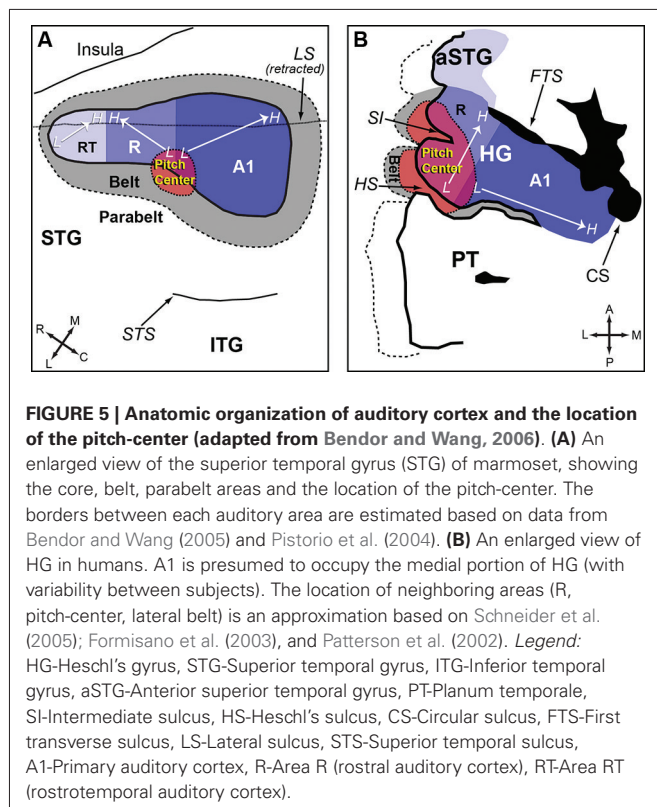 A
Insula
LS
(retracted)
H
H
H
L
RT
R
L
L
A1
Pitch
Center
Belt
Parabelt
STG
STS
ITG
R
M
L
C
B
aSTG
FTS
R
SI
H
Pitch
Center
HG
Belt
L
L
A1
HS
H
PT
CS
A
L
M
P
FIGURE 5 | Anatomic organization of auditory cortex and the location
of the pitch-center (adapted from Bendor and Wang, 2006). (A) An
enlarged view of the superior temporal gyrus (STG) of marmoset, showing
the core, belt, parabelt areas and the location of the pitch-center. The
borders between each auditory area are estimated based on data from
Bendor and Wang (2005) and Pistorio et al. (2004). (B) An enlarged view of
HG in humans. A1 is presumed to occupy the medial portion of HG (with
variability between subjects). The location of neighboring areas (R,
pitch-center, lateral belt) is an approximation based on Schneider et al.
(2005); Formisano et al. (2003), and Patterson et al. (2002). Legend:
HG-Heschl's gyrus, STG-Superior temporal gyrus, ITG-Inferior temporal
gyrus, aSTG-Anterior superior temporal gyrus, PT-Planum temporale,
SI-Intermediate sulcus, HS-Heschl's sulcus, CS-Circular sulcus, FTS-First
transverse sulcus, LS-Lateral sulcus, STS-Superior temporal sulcus,
A1-Primary auditory cortex, R-Area R (rostral auditory cortex), RT-Area RT
(rostrotemporal auditory cortex).